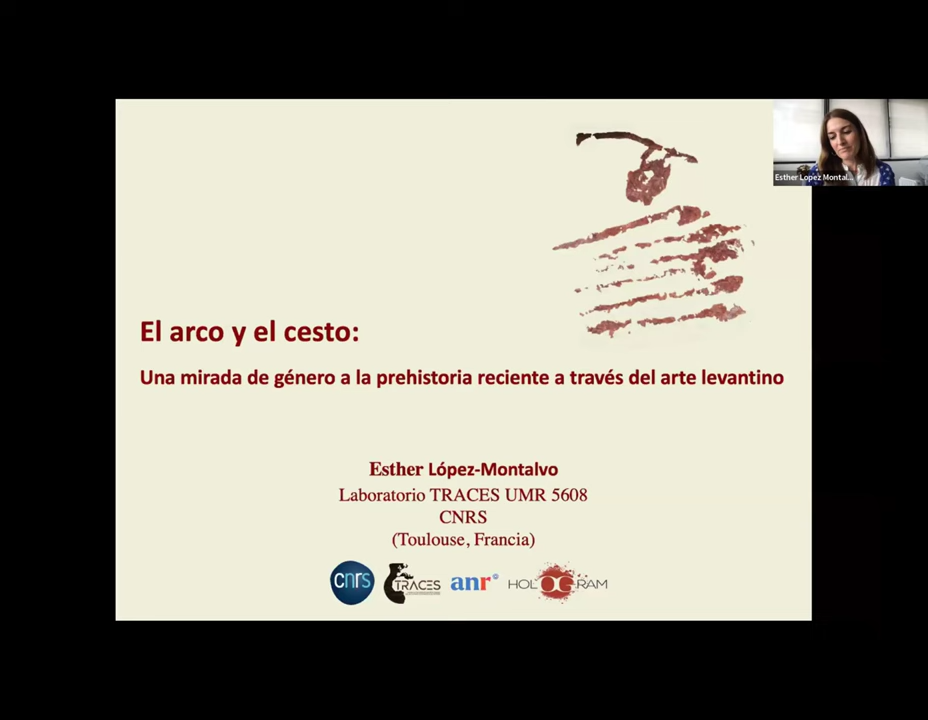 Esther Lopez Montal...
El arco y el cesto:
Una mirada de género a la prehistoria reciente a través del arte levantino
Esther López-Montalvo
Laboratorio TRACES UMR 5608
CNRS
(Toulouse, Francia)
cnrs TRACES anr HOLOGRAM